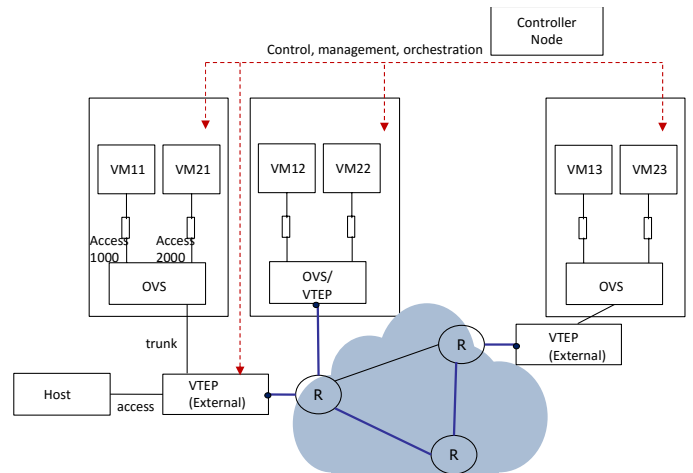 Controller
Node
Control, management, orchestration
VM11
VM21
VM12
VM22
VM13
VM23
Access
1000
Access
2000
OVS
OVS/
VTEP
OVS
trunk
VTEP
(External)
R
Host
access
VTEP
(External)
R
R